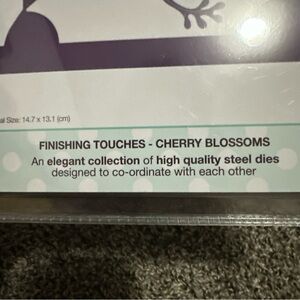 al Size: 14.7 x 13.1 (cm)
FINISHING TOUCHES - CHERRY BLOSSOMS
An elegant collection of high quality steel dies
designed to co-ordinate with each other